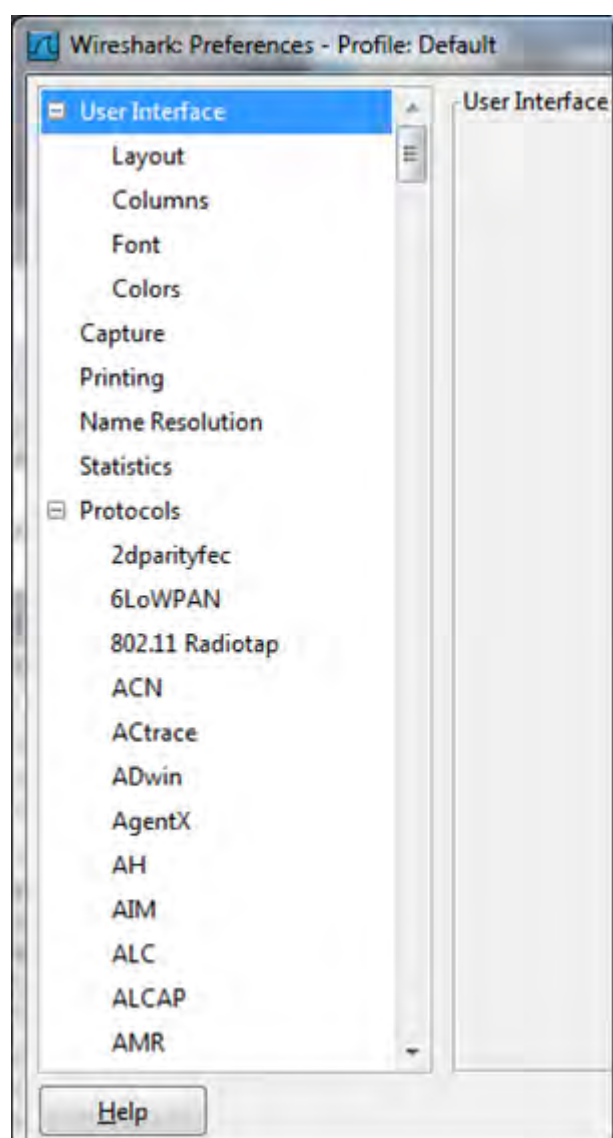 Wireshark: Preferences - Profile: Default
User Interface
Layout
Columns
Font
Colors
Capture
Printing
Name Resolution
Statistics
Protocols
2dparityfec
6LoWPAN
802.11 Radiotap
ACN
ACtrace
ADwin
AgentX
AH
AIM
ALC
ALCAP
AMR
User Interface
Help